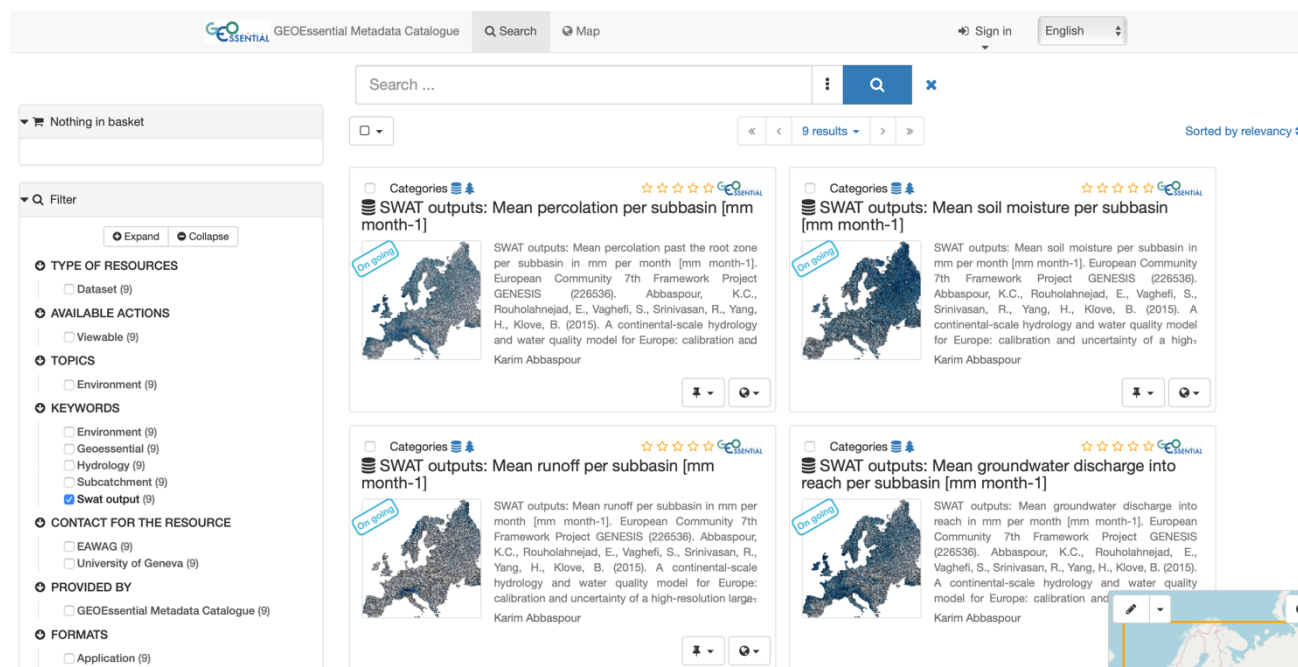 GEOEssential GEOEssential Metadata Catalogue Search Map Sign in English
Search ...
Nothing in basket
9 results
Sorted by relevancy
Filter
Expand Collapse
TYPE OF RESOURCES
Dataset (9)
AVAILABLE ACTIONS
Viewable (9)
TOPICS
Environment (9)
KEYWORDS
Environment (9)
Geoessential (9)
Hydrology (9)
Subcatchment (9)
Swat output (9)
CONTACT FOR THE RESOURCE
EAWAG (9)
University of Geneva (9)
PROVIDED BY
GEOEssential Metadata Catalogue (9)
FORMATS
Application (9)
Categories GEOEssential
SWAT outputs: Mean percolation per subbasin [mm
month-1]
On going
SWAT outputs: Mean percolation past the root zone
per subbasin in mm per month [mm month-1].
European Community 7th Framework Project
GENESIS (226536). Abbaspour, K.C.,
Rouholahnejad, E., Vaghefi, S., Srinivasan, R., Yang,
H., Klove, B. (2015). A continental-scale hydrology
and water quality model for Europe: calibration and
Karim Abbaspour
Categories GEOEssential
SWAT outputs: Mean soil moisture per subbasin
[mm month-1]
On going
SWAT outputs: Mean soil moisture per subbasin in
mm per month [mm month-1]. European Community
7th Framework Project GENESIS (226536).
Abbaspour, K.C., Rouholahnejad, E., Vaghefi, S.,
Srinivasan, R., Yang, H., Klove, B. (2015). A
continental-scale hydrology and water quality model
for Europe: calibration and uncertainty of a high-
Karim Abbaspour
Categories GEOEssential
SWAT outputs: Mean runoff per subbasin [mm
month-1]
On going
SWAT outputs: Mean runoff per subbasin in mm per
month [mm month-1]. European Community 7th
Framework Project GENESIS (226536). Abbaspour,
K.C., Rouholahnejad, E., Vaghefi, S., Srinivasan, R.,
Yang, H., Klove, B. (2015). A continental-scale
hydrology and water quality model for Europe:
calibration and uncertainty of a high-resolution large-
Karim Abbaspour
Categories GEOEssential
SWAT outputs: Mean groundwater discharge into
reach per subbasin [mm month-1]
On going
SWAT outputs: Mean groundwater discharge into
reach in mm per month [mm month-1]. European
Community 7th Framework Project GENESIS
(226536). Abbaspour, K.C., Rouholahnejad, E.,
Vaghefi, S., Srinivasan, R., Yang, H., Klove, B. (2015).
A continental-scale hydrology and water quality
model for Europe: calibration and
Karim Abbaspour